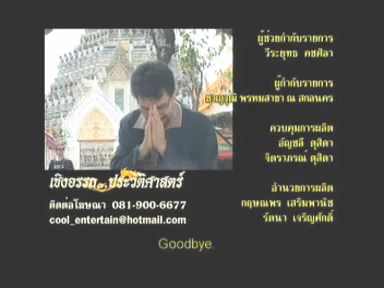 ผู้ช่วยกำกับรายการ
วีระยุทธ คชศิลา
ผู้กำกับรายการ
พรหมสาขา ณ สกลนคร
ควบคุมการผลิต
อัญชลี ดุสิตา
จิตราภรณ์ ดุสิตา
อำนวยการผลิต
กฤษณพร เสริมพานิช
รัตนา เจริญศักดิ์
เชิงอรรถ ประวัติศาสตร์
ติดต่อโฆษณา 081-900-6677
cool_entertain@hotmail.com
Goodbye.